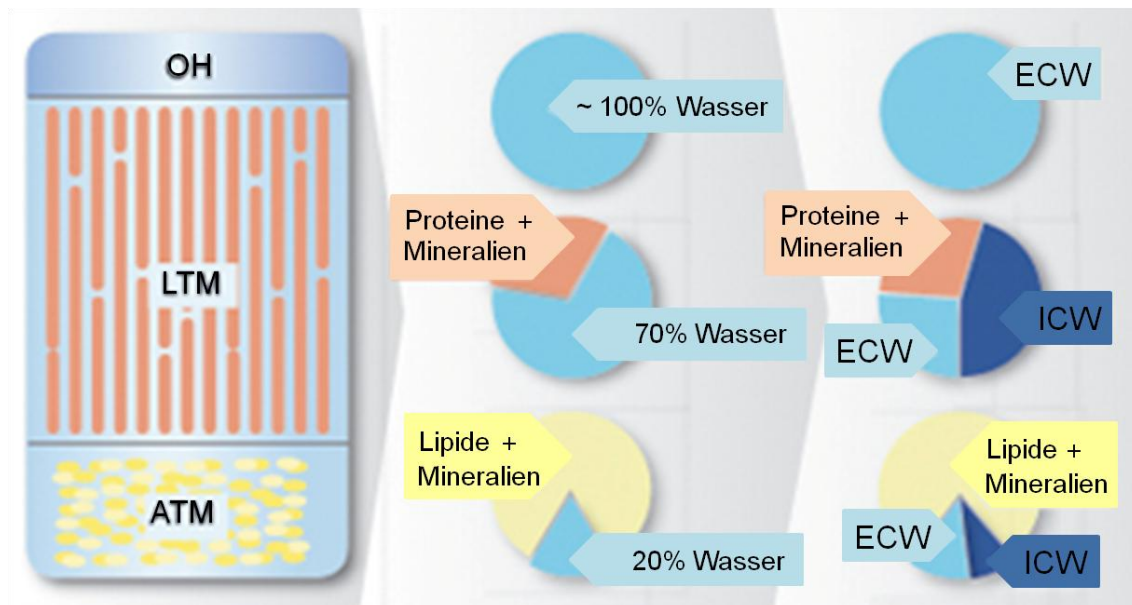 OH
LTM
ATM
~ 100% Wasser
Proteine +
Mineralien
70% Wasser
Lipide +
Mineralien
20% Wasser
ECW
Proteine +
Mineralien
ICW
ECW
Lipide +
Mineralien
ECW
ICW